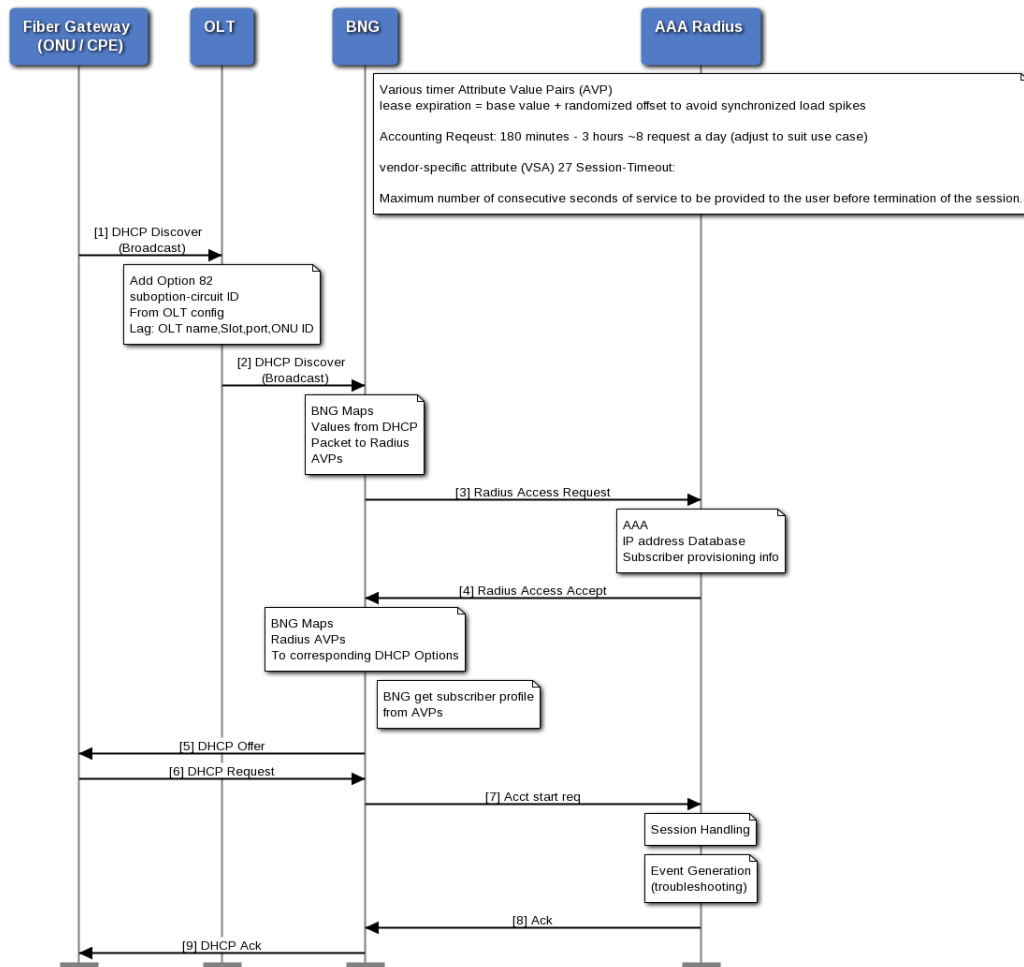 Fiber Gateway
(ONU / CPE)
OLT
BNG
AAA Radius
Various timer Attribute Value Pairs (AVP)
lease expiration = base value + randomized offset to avoid synchronized load spikes
Accounting Reqeust: 180 minutes - 3 hours ~8 request a day (adjust to suit use case)
vendor-specific attribute (VSA) 27 Session-Timeout:
Maximum number of consecutive seconds of service to be provided to the user before termination of the session.
[1] DHCP Discover
(Broadcast)
Add Option 82
suboption-circuit ID
From OLT config
Lag: OLT name,Slot,port,ONU ID
[2] DHCP Discover
(Broadcast)
BNG Maps
Values from DHCP
Packet to Radius
AVPs
[3] Radius Access Request
AAA
IP address Database
Subscriber provisioning info
[4] Radius Access Accept
BNG Maps
Radius AVPs
To corresponding DHCP Options
BNG get subscriber profile
from AVPs
[5] DHCP Offer
[6] DHCP Request
[7] Acct start req
Session Handling
Event Generation
(troubleshooting)
[8] Ack
[9] DHCP Ack